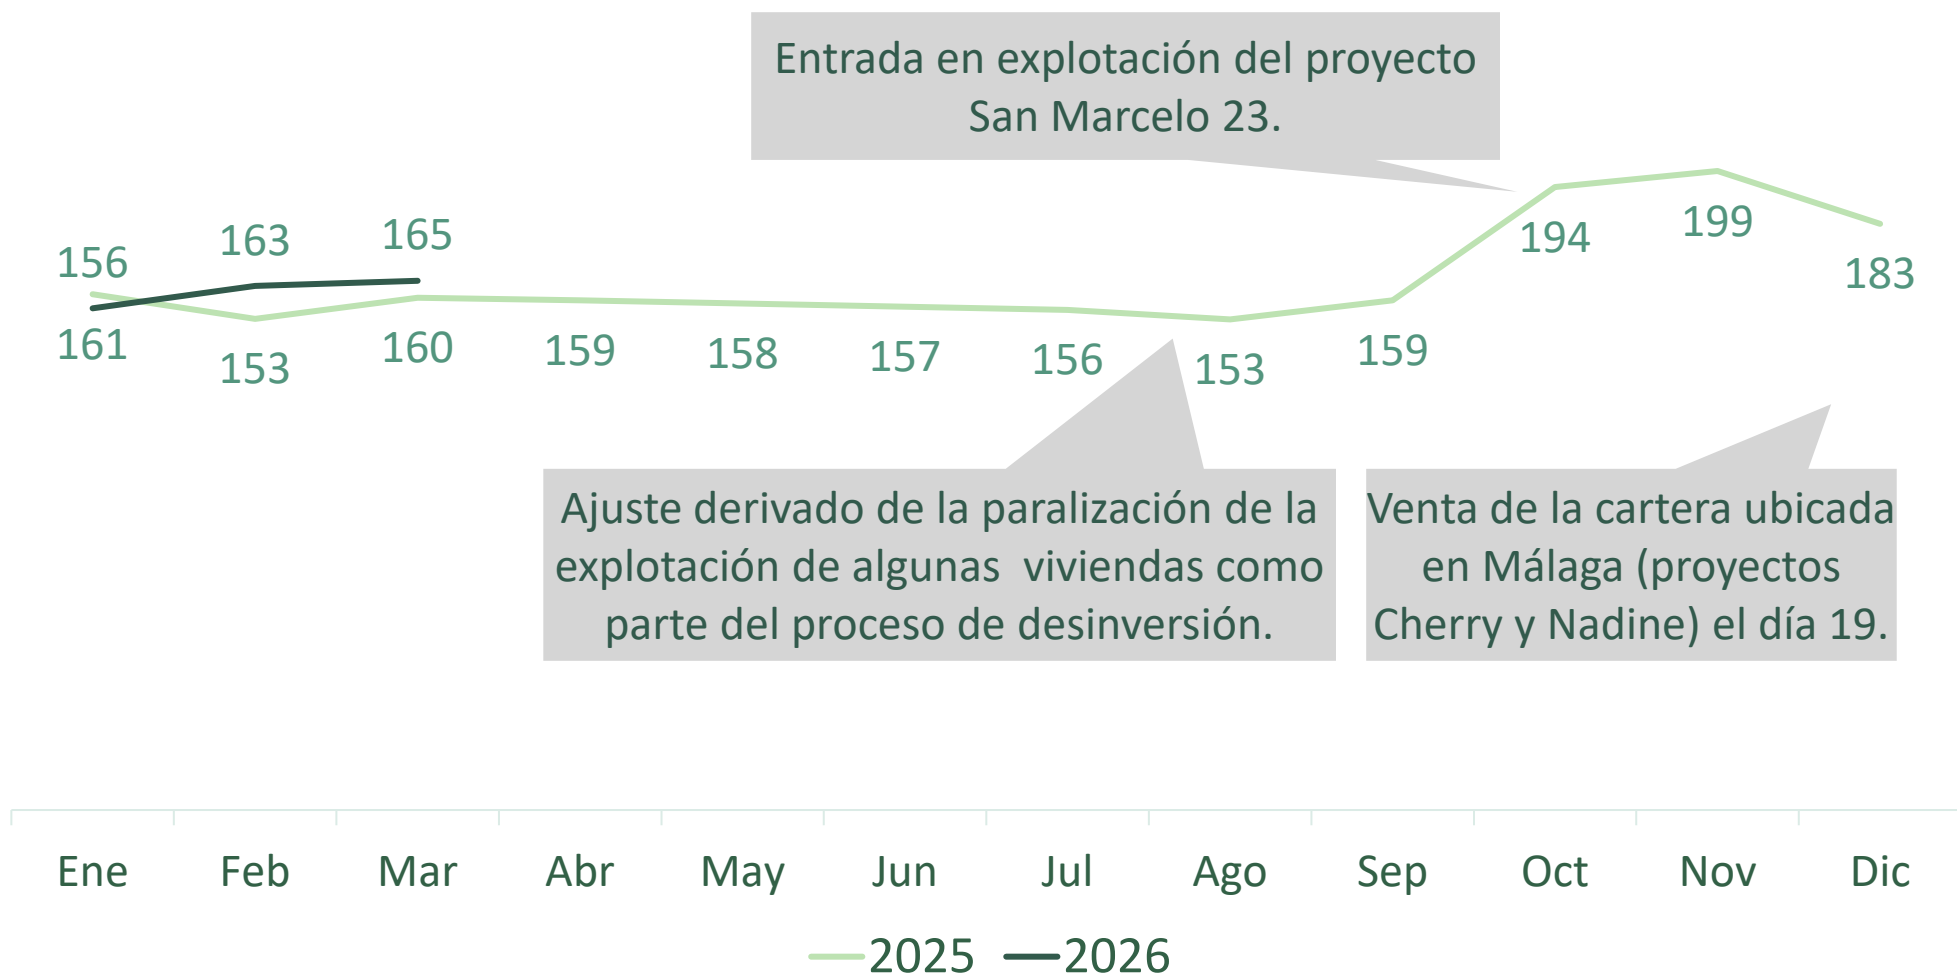 Entrada en explotación del proyecto
San Marcelo 23.
156
163
165
161
153
160
159
158
157
156
153
159
194
199
183
Ajuste derivado de la paralización de la
explotación de algunas  viviendas como
parte del proceso de desinversión.
Venta de la cartera ubicada
en Málaga (proyectos
Cherry y Nadine) el día 19.
Ene Feb Mar Abr May Jun Jul Ago Sep Oct Nov Dic
2025 2026